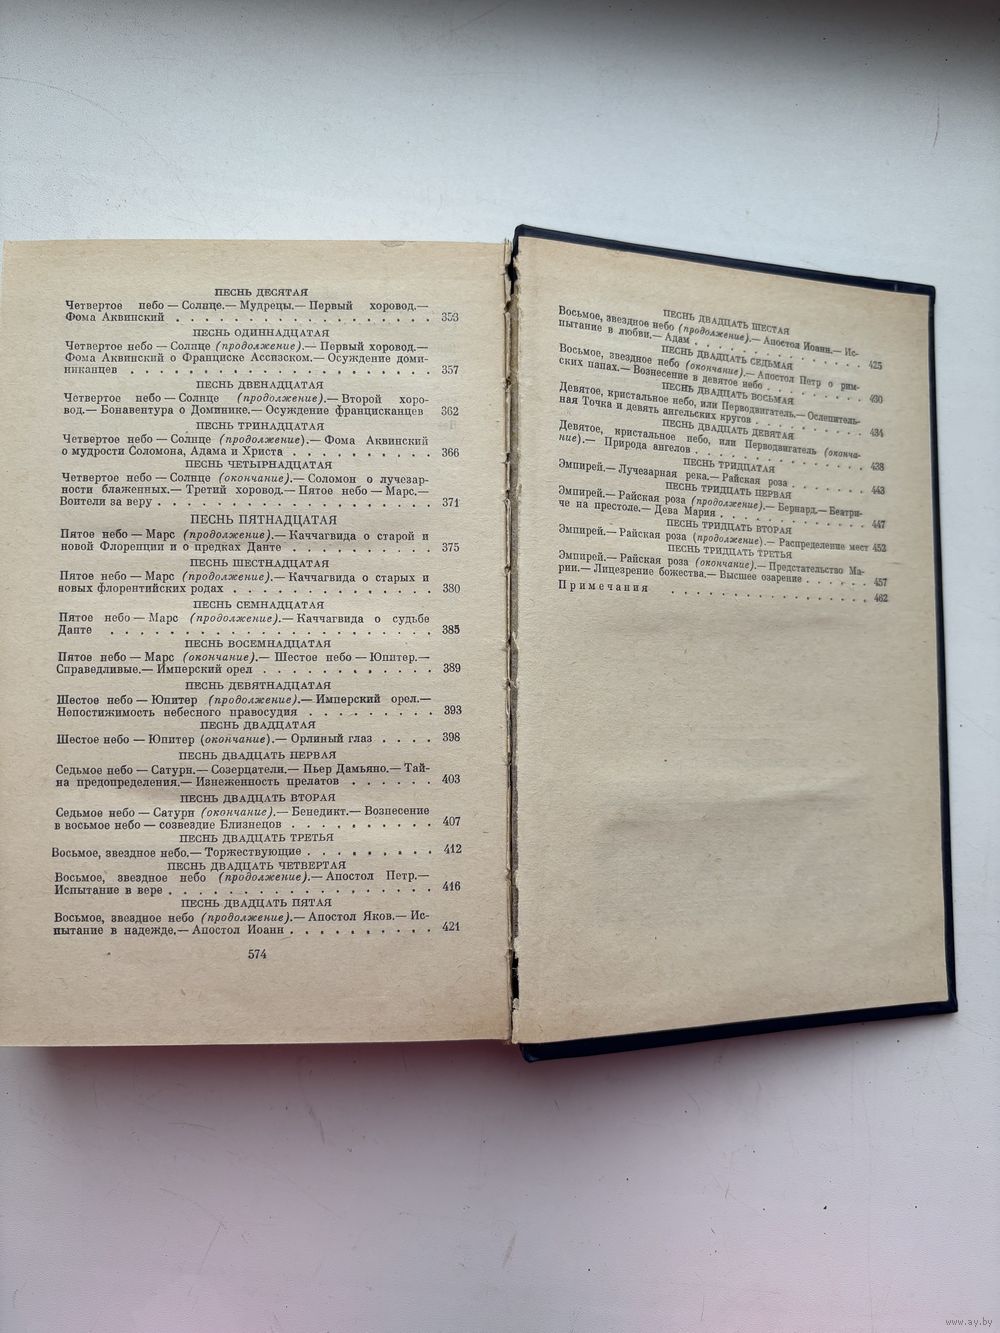 ПЕСНЬ ДЕСЯТАЯ
Четвертое небо — Солнце.— Мудрецы.— Первый хоровод.—
Фома Аквинский . . . . . . . . . . . . . . . . . . 353
ПЕСНЬ ОДИННАДЦАТАЯ
Четвертое небо — Солнце (продолжение).— Первый хоровод.—
Фома Аквинский о Франциске Ассизском.— Осуждение доми-
никанцев . . . . . . . . . . . . . . . . . . . . 357
ПЕСНЬ ДВЕНАДЦАТАЯ
Четвертое небо — Солнце (продолжение).— Второй хоро-
вод.— Бонавентура о Доминике.— Осуждение францисканцев 362
ПЕСНЬ ТРИНАДЦАТАЯ
Четвертое небо — Солнце (продолжение).— Фома Аквинский
о мудрости Соломона, Адама и Христа . . . . . . . . . . 366
ПЕСНЬ ЧЕТЫРНАДЦАТАЯ
Четвертое небо — Солнце (окончание).— Соломон о лучезар-
ности блаженных.— Третий хоровод.— Пятое небо — Марс.—
Воители за веру . . . . . . . . . . . . . . . . . . 371
ПЕСНЬ ПЯТНАДЦАТАЯ
Пятое небо — Марс (продолжение).— Каччагвида о старой и
новой Флоренции и о предках Данте . . . . . . . . . . 375
ПЕСНЬ ШЕСТНАДЦАТАЯ
Пятое небо — Марс (продолжение).— Каччагвида о старых и
новых флорентийских родах . . . . . . . . . . . . . . 380
ПЕСНЬ СЕМНАДЦАТАЯ
Пятое небо — Марс (продолжение).— Каччагвида о судьбе
Данте . . . . . . . . . . . . . . . . . . . . . 385
ПЕСНЬ ВОСЕМНАДЦАТАЯ
Пятое небо — Марс (окончание).— Шестое небо — Юпитер.—
Справедливые.— Имперский орел . . . . . . . . . . . . 389
ПЕСНЬ ДЕВЯТНАДЦАТАЯ
Шестое небо — Юпитер (продолжение).— Имперский орел.—
Непостижимость небесного правосудия . . . . . . . . . 393
ПЕСНЬ ДВАДЦАТАЯ
Шестое небо — Юпитер (окончание).— Орлиный глаз . . . . 398
ПЕСНЬ ДВАДЦАТЬ ПЕРВАЯ
Седьмое небо — Сатурн.— Созерцатели.— Пьер Дамьяно.— Тай-
на предопределения.— Изнеженность прелатов . . . . . . 403
ПЕСНЬ ДВАДЦАТЬ ВТОРАЯ
Седьмое небо — Сатурн (окончание).— Бенедикт.— Вознесение
в восьмое небо — созвездие Близнецов . . . . . . . . . . 407
ПЕСНЬ ДВАДЦАТЬ ТРЕТЬЯ
Восьмое, звездное небо.— Торжествующие . . . . . . . . . 412
ПЕСНЬ ДВАДЦАТЬ ЧЕТВЕРТАЯ
Восьмое, звездное небо (продолжение).— Апостол Петр.—
Испытание в вере . . . . . . . . . . . . . . . . . . 416
ПЕСНЬ ДВАДЦАТЬ ПЯТАЯ
Восьмое, звездное небо (продолжение).— Апостол Яков.— Ис-
пытание в надежде.— Апостол Иоанн . . . . . . . . . . 421
574
ПЕСНЬ ДВАДЦАТЬ ШЕСТАЯ
Восьмое, звездное небо (продолжение).— Апостол Иоанн.— Ис-
пытание в любви.— Адам . . . . . . . . . . . . . . 425
ПЕСНЬ ДВАДЦАТЬ СЕДЬМАЯ
Восьмое, звездное небо (окончание).— Апостол Петр о рим-
ских папах.— Вознесение в девятое небо . . . . . . . . 430
ПЕСНЬ ДВАДЦАТЬ ВОСЬМАЯ
Девятое, кристальное небо, или Перводвигатель.— Ослепитель-
ная Точка и девять ангельских кругов . . . . . . . . . 434
ПЕСНЬ ДВАДЦАТЬ ДЕВЯТАЯ
Девятое, кристальное небо, или Перводвигатель (оконча-
ние).— Природа ангелов . . . . . . . . . . . . . . . 438
ПЕСНЬ ТРИДЦАТАЯ
Эмпирей.— Лучезарная река.— Райская роза . . . . . . . 443
ПЕСНЬ ТРИДЦАТЬ ПЕРВАЯ
Эмпирей.— Райская роза (продолжение).— Бернард.— Беатри-
че на престоле.— Дева Мария . . . . . . . . . . . . . 447
ПЕСНЬ ТРИДЦАТЬ ВТОРАЯ
Эмпирей.— Райская роза (продолжение).— Распределение мест 452
ПЕСНЬ ТРИДЦАТЬ ТРЕТЬЯ
Эмпирей.— Райская роза (окончание).— Предстательство Ма-
рии.— Лицезрение божества.— Высшее озарение . . . . . . 457
Примечания . . . . . . . . . . . . . . . . . . 462
www.ay.by